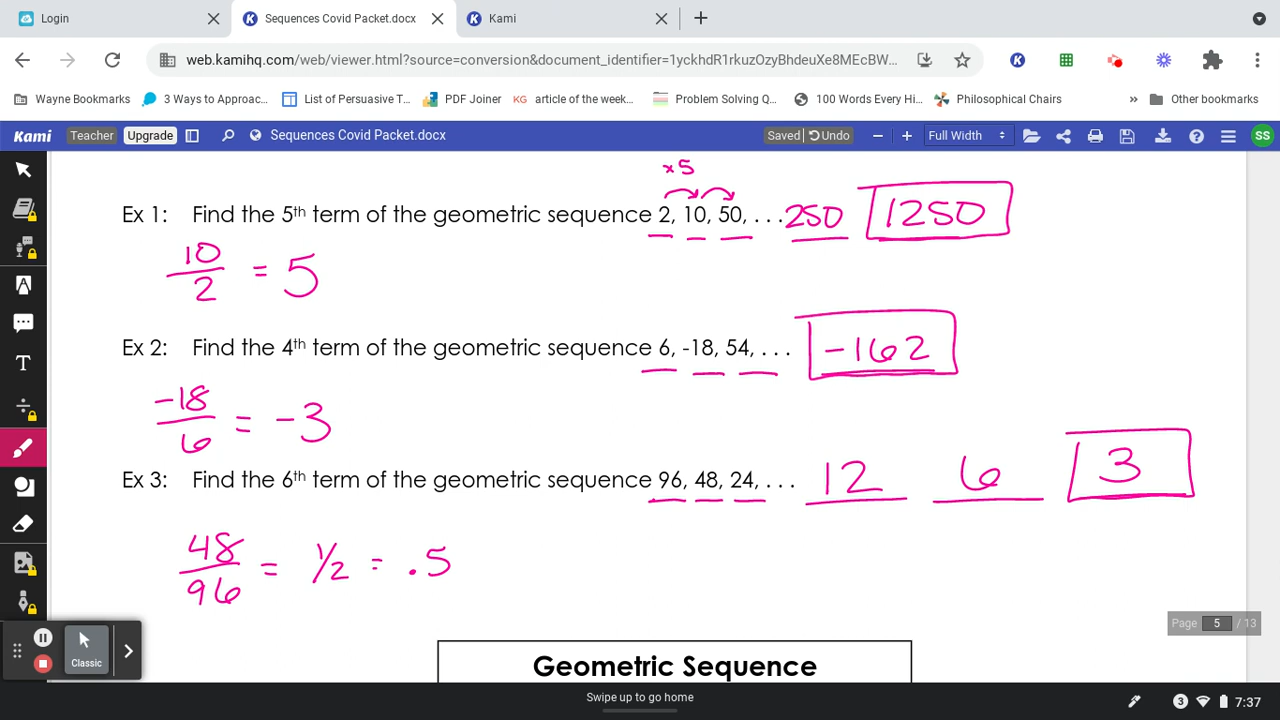 Login
Sequences Covid Packet.docx
Kami
web.kamihq.com/web/viewer.html?source=conversion&document_identifier=1yckhdR1rkuzOzyBhdeuXe8MEcBW...
Wayne Bookmarks
3 Ways to Approac...
List of Persuasive T...
PDF Joiner
KG article of the week...
Problem Solving Q...
100 Words Every Hi...
Philosophical Chairs
»
Other bookmarks
Kami
Teacher
Upgrade
Sequences Covid Packet.docx
Saved Undo
Full Width
SS
×5
Ex 1: Find the 5th term of the geometric sequence 2, 10, 50, . . . 250 1250
10/2 = 5
Ex 2: Find the 4th term of the geometric sequence 6, -18, 54, . . . -162
-18/6 = -3
Ex 3: Find the 6th term of the geometric sequence 96, 48, 24, . . . 12 6 3
48/96 = 1/2 = .5
Page 5 / 13
Classic
Geometric Sequence
Swipe up to go home
3 7:37